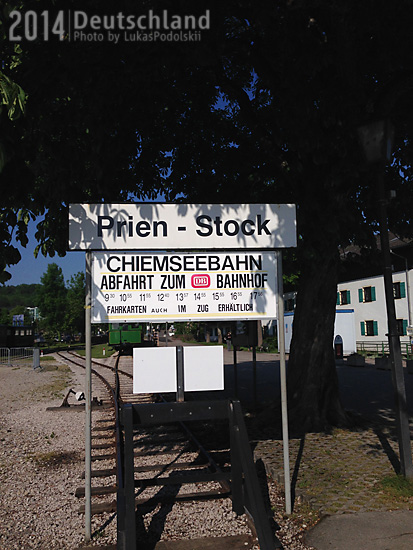 2014 Deutschland
Photo by LukasPodolskii
Prien - Stock
CHIEMSEEBAHN
ABFAHRT ZUM DB BAHNHOF
FAHRKARTEN AUCH IM ZUG ERHÄLTLICH